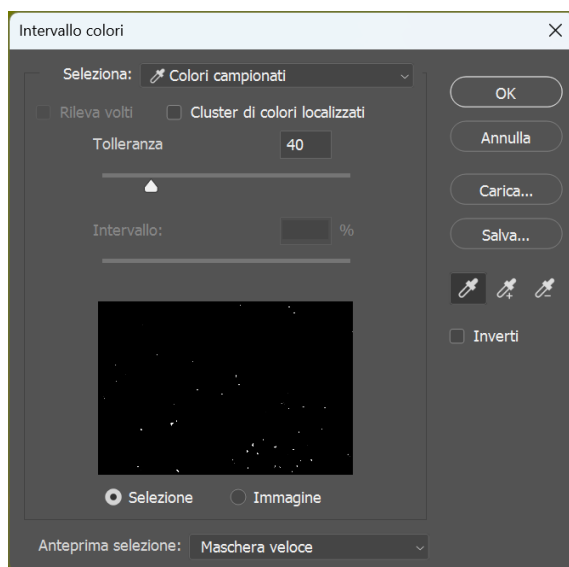 Intervallo colori
Seleziona: Colori campionati
Rileva volti Cluster di colori localizzati
Tolleranza 40
Intervallo: %
Selezione Immagine
Anteprima selezione: Maschera veloce
OK
Annulla
Carica...
Salva...
Inverti